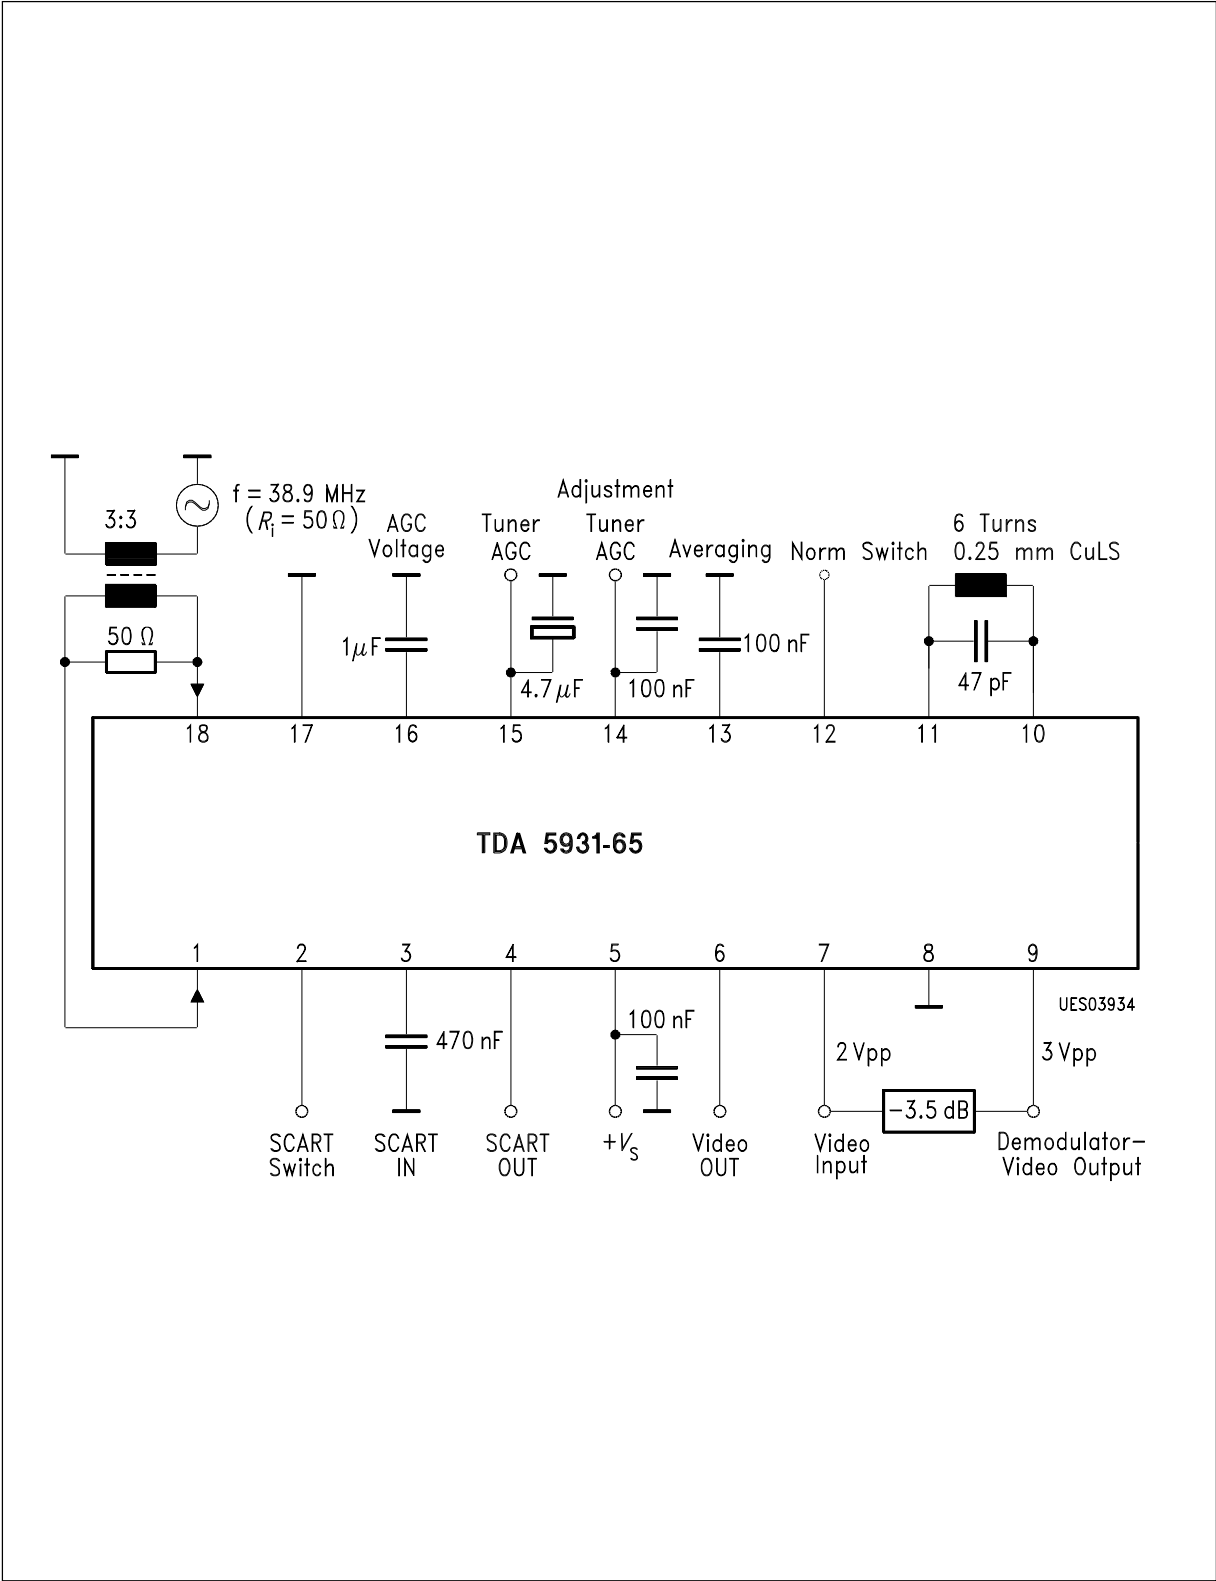 f = 38.9 MHz
(Ri = 50 Ω)
3:3
50 Ω
AGC
Voltage
1μF
Tuner
AGC
4.7 μF
Adjustment
Tuner
AGC
100 nF
Averaging
100 nF
Norm Switch
6 Turns
0.25 mm CuLS
47 pF
18 17 16 15 14 13 12 11 10
TDA 5931-65
1 2 3 4 5 6 7 8 9
UES03934
470 nF
100 nF
2 Vpp
3 Vpp
−3.5 dB
SCART
Switch
SCART
IN
SCART
OUT
+VS
Video
OUT
Video
Input
Demodulator-
Video Output